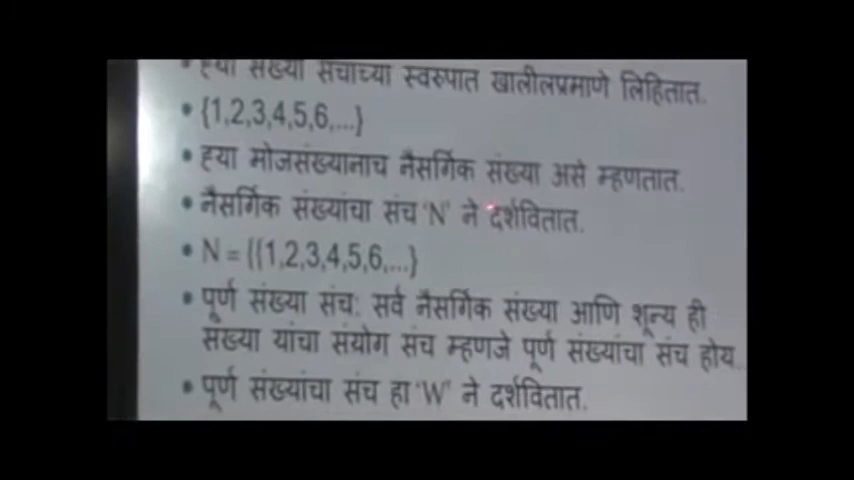 • ह्या संख्या संचाच्या स्वरुपात खालीलप्रमाणे लिहितात.
• {1,2,3,4,5,6,...}
• ह्या मोजसंख्यानाच नैसर्गिक संख्या असे म्हणतात.
• नैसर्गिक संख्यांचा संच 'N' ने दर्शवितात.
• N = {(1,2,3,4,5,6,...}
• पूर्ण संख्या संच: सर्व नैसर्गिक संख्या आणि शून्य ही
संख्या यांचा संयोग संच म्हणजे पूर्ण संख्यांचा संच होय.
• पूर्ण संख्यांचा संच हा 'W' ने दर्शवितात.